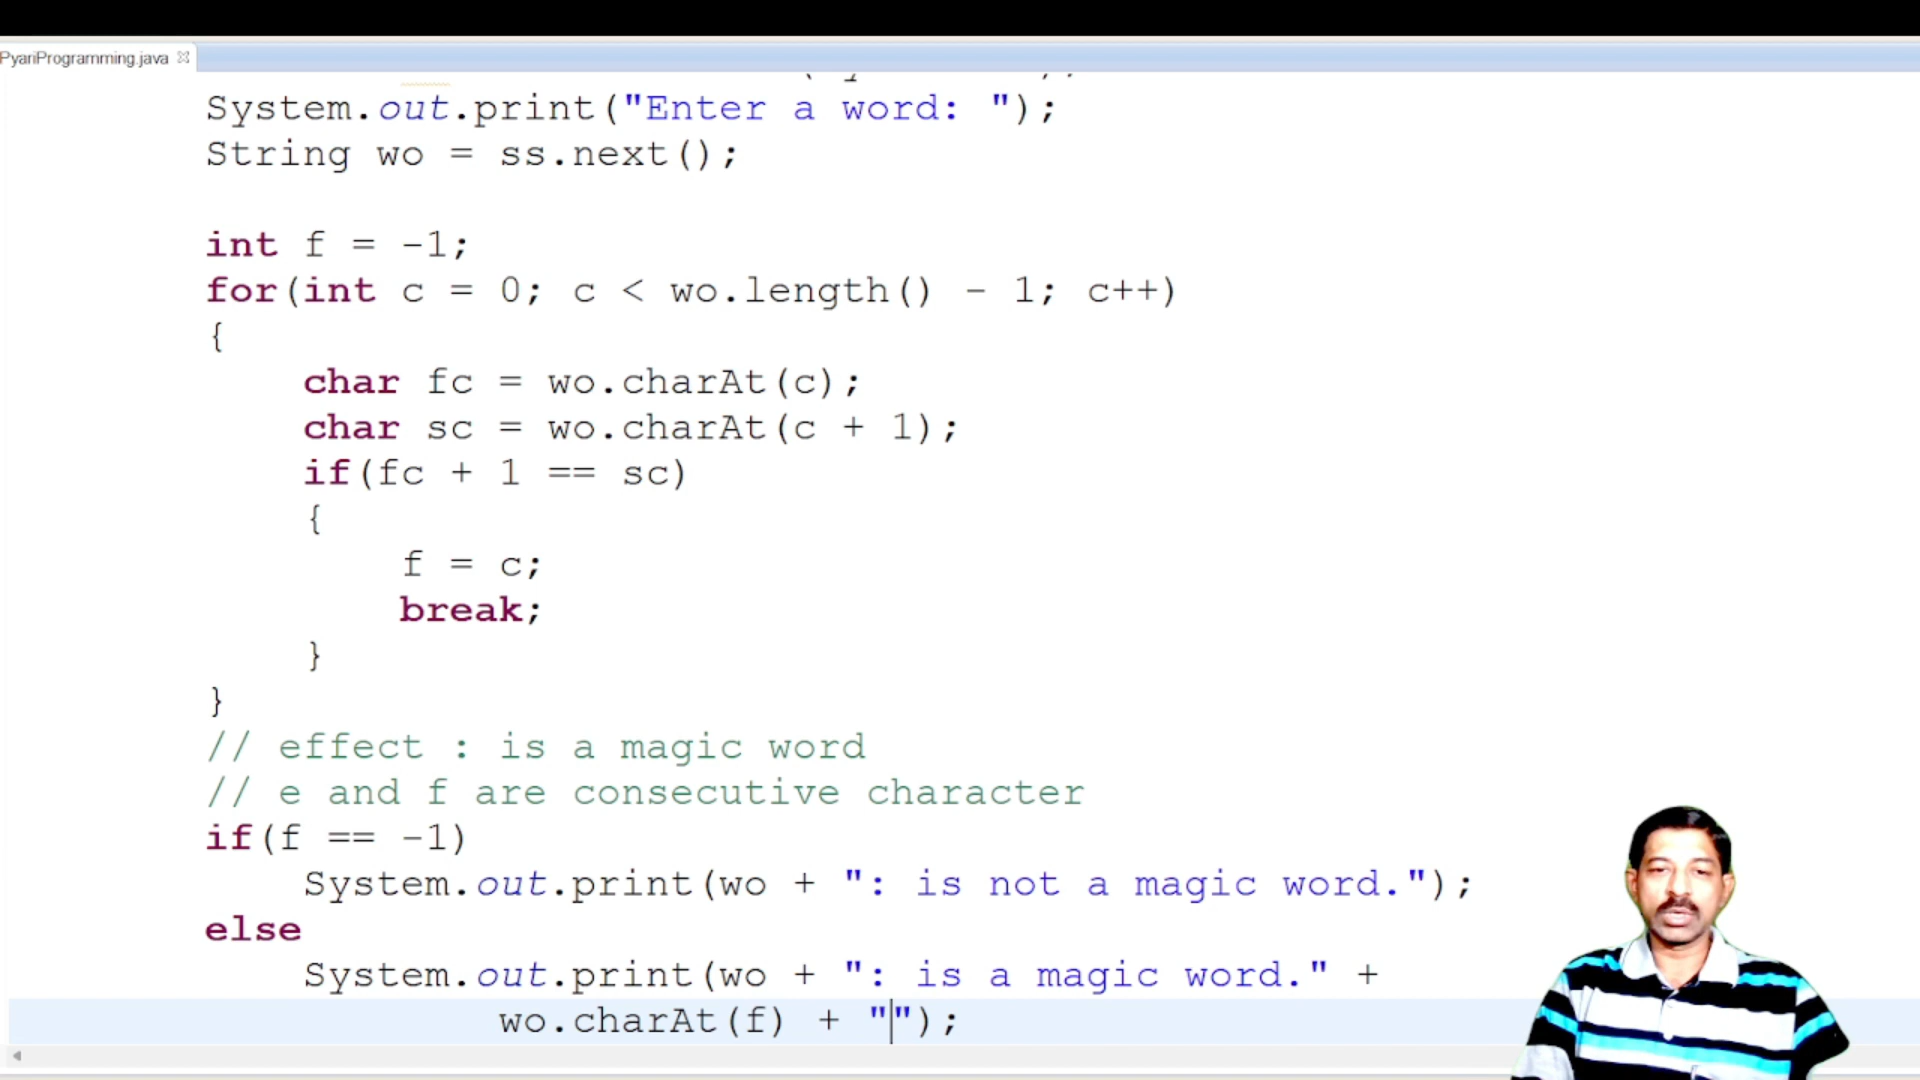 PyariProgramming.java
System.out.print("Enter a word: ");
String wo = ss.next();
int f = -1;
for(int c = 0; c < wo.length() - 1; c++)
{
char fc = wo.charAt(c);
char sc = wo.charAt(c + 1);
if(fc + 1 == sc)
{
f = c;
break;
}
}
// effect : is a magic word
// e and f are consecutive character
if(f == -1)
System.out.print(wo + ": is not a magic word.");
else
System.out.print(wo + ": is a magic word." +
wo.charAt(f) + "");